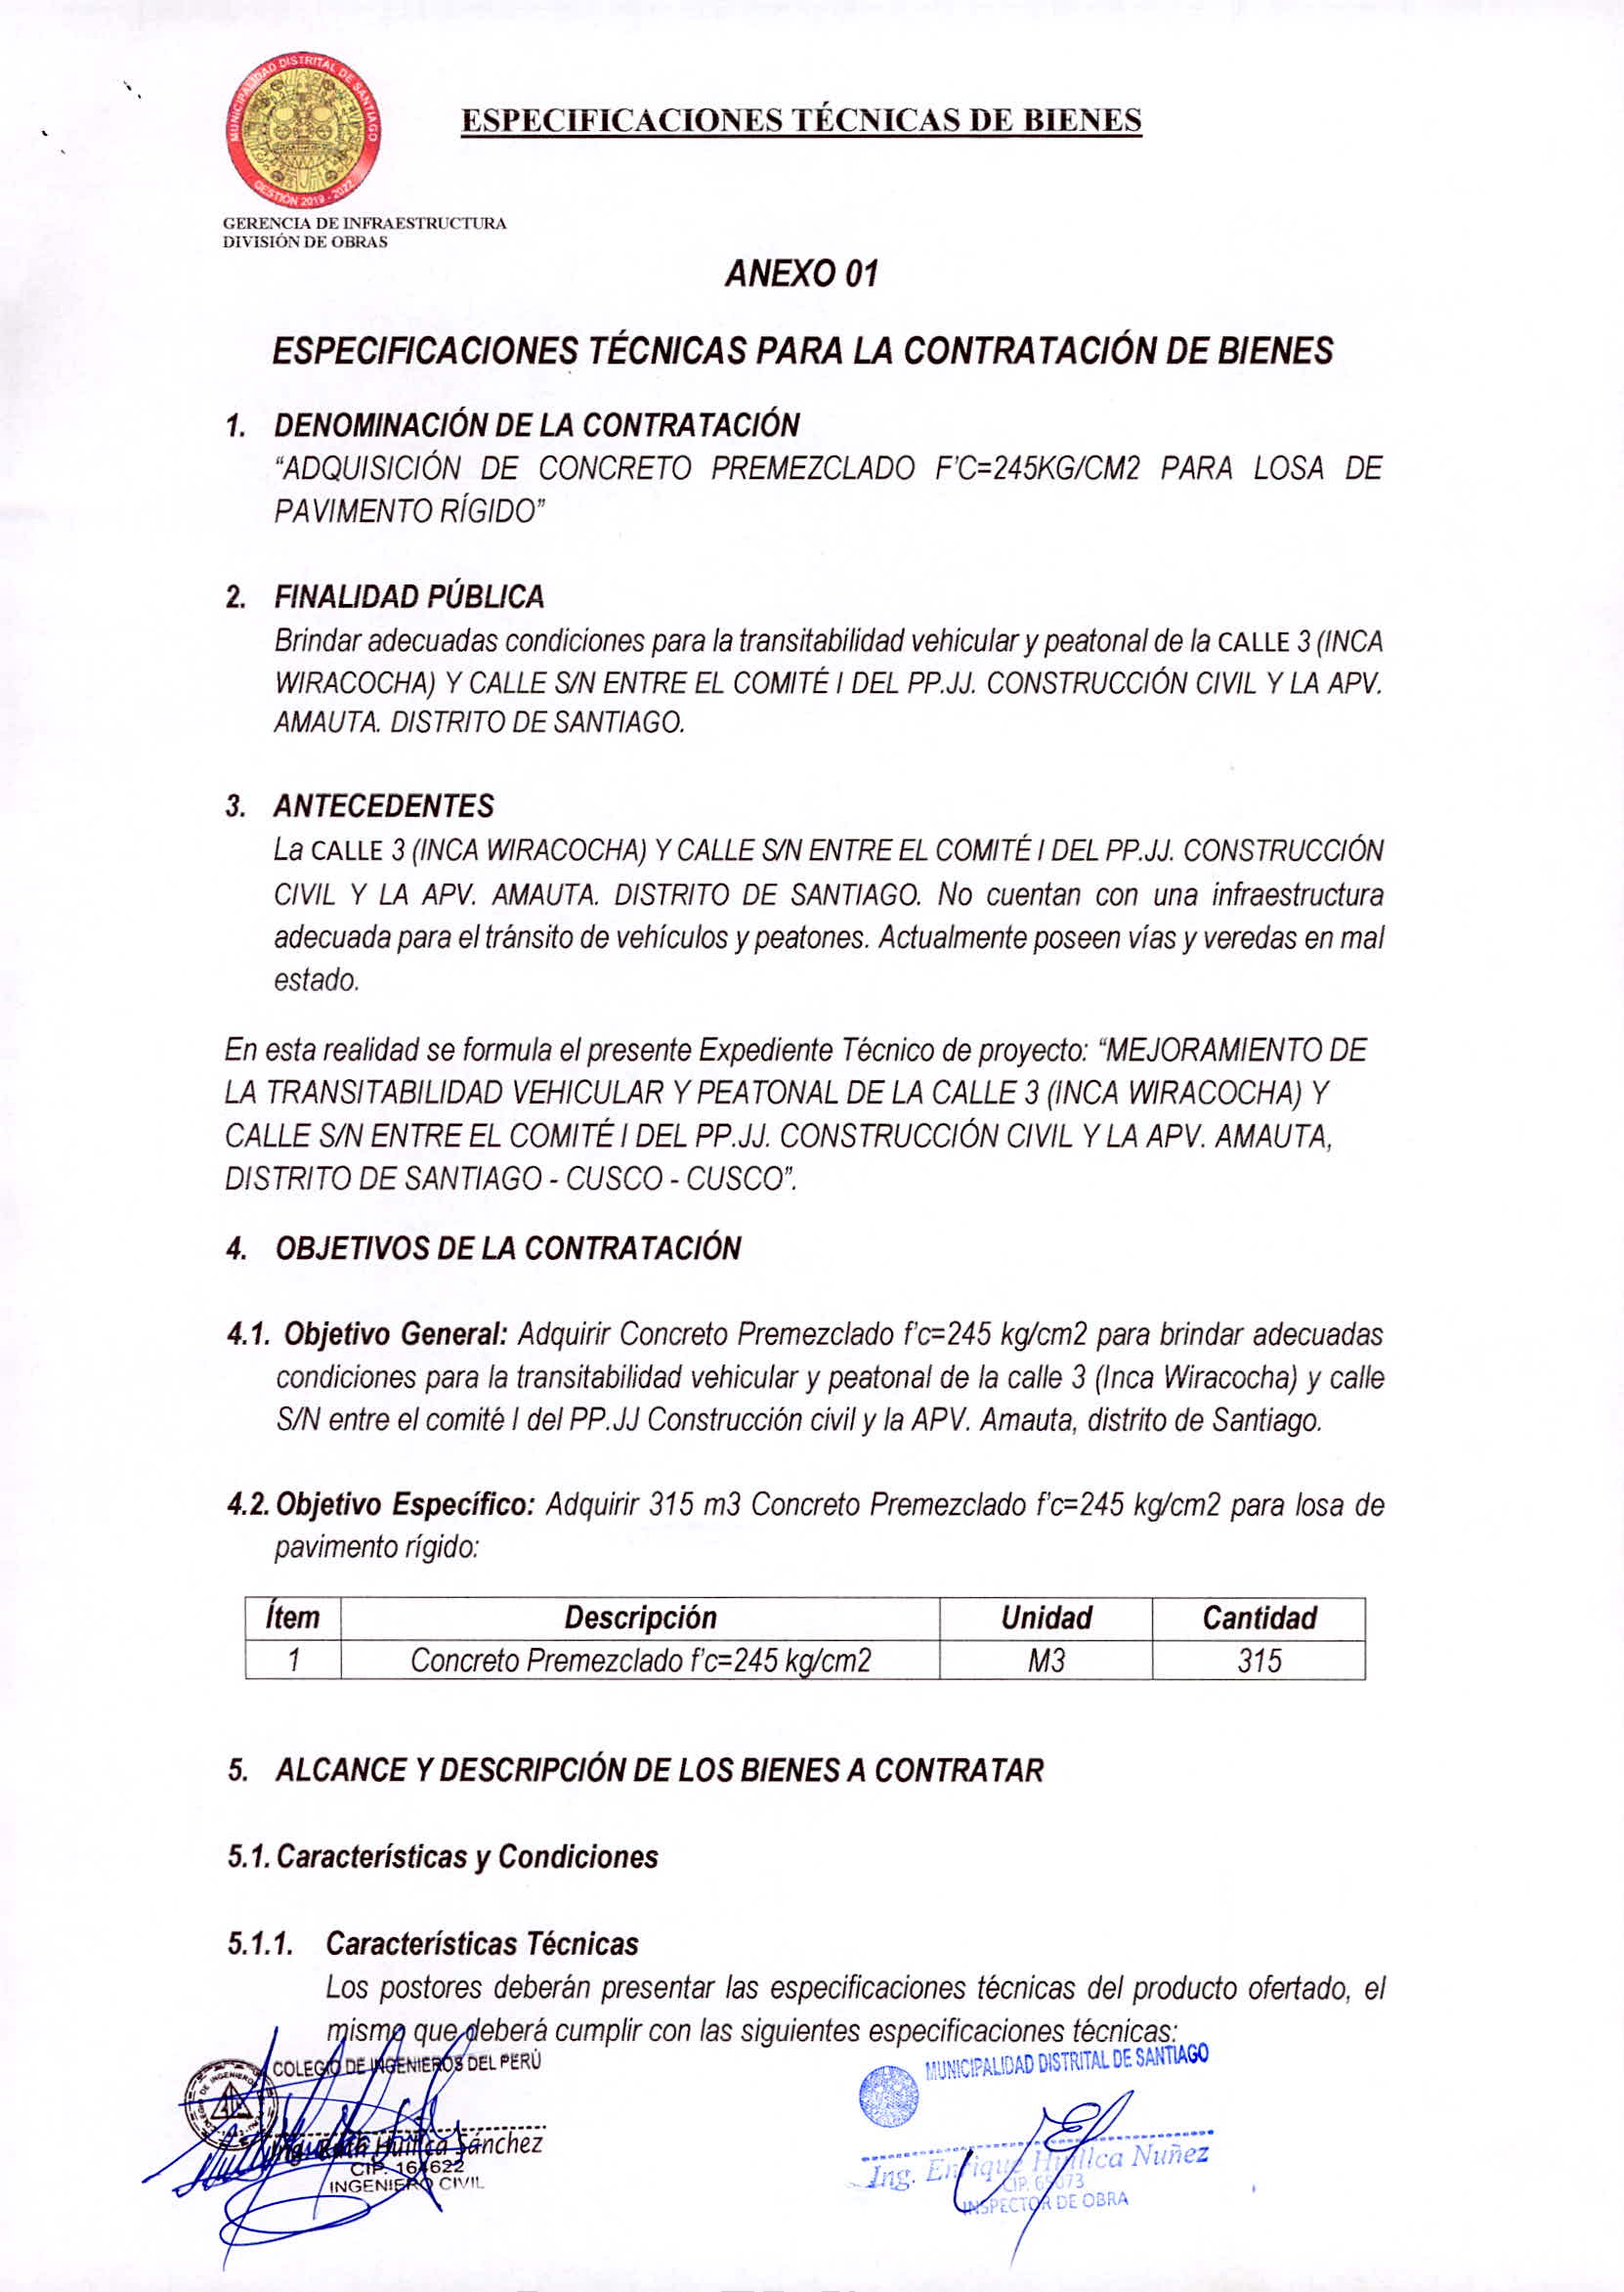 MUNICIPALIDAD DISTRITAL DE SANTIAGO
GESTIÓN 2019 - 2022
ESPECIFICACIONES TÉCNICAS DE BIENES
GERENCIA DE INFRAESTRUCTURA
DIVISIÓN DE OBRAS
ANEXO 01
ESPECIFICACIONES TÉCNICAS PARA LA CONTRATACIÓN DE BIENES
1. DENOMINACIÓN DE LA CONTRATACIÓN
“ADQUISICIÓN DE CONCRETO PREMEZCLADO F’C=245KG/CM2 PARA LOSA DE
PAVIMENTO RÍGIDO”
2. FINALIDAD PÚBLICA
Brindar adecuadas condiciones para la transitabilidad vehicular y peatonal de la CALLE 3 (INCA
WIRACOCHA) Y CALLE S/N ENTRE EL COMITÉ I DEL PP.JJ. CONSTRUCCIÓN CIVIL Y LA APV.
AMAUTA. DISTRITO DE SANTIAGO.
3. ANTECEDENTES
La CALLE 3 (INCA WIRACOCHA) Y CALLE S/N ENTRE EL COMITÉ I DEL PP.JJ. CONSTRUCCIÓN
CIVIL Y LA APV. AMAUTA. DISTRITO DE SANTIAGO. No cuentan con una infraestructura
adecuada para el tránsito de vehículos y peatones. Actualmente poseen vías y veredas en mal
estado.
En esta realidad se formula el presente Expediente Técnico de proyecto: “MEJORAMIENTO DE
LA TRANSITABILIDAD VEHICULAR Y PEATONAL DE LA CALLE 3 (INCA WIRACOCHA) Y
CALLE S/N ENTRE EL COMITÉ I DEL PP.JJ. CONSTRUCCIÓN CIVIL Y LA APV. AMAUTA,
DISTRITO DE SANTIAGO - CUSCO - CUSCO”.
4. OBJETIVOS DE LA CONTRATACIÓN
4.1. Objetivo General: Adquirir Concreto Premezclado f’c=245 kg/cm2 para brindar adecuadas
condiciones para la transitabilidad vehicular y peatonal de la calle 3 (Inca Wiracocha) y calle
S/N entre el comité I del PP.JJ Construcción civil y la APV. Amauta, distrito de Santiago.
4.2. Objetivo Específico: Adquirir 315 m3 Concreto Premezclado f’c=245 kg/cm2 para losa de
pavimento rígido:
Ítem Descripción Unidad Cantidad
1 Concreto Premezclado f’c=245 kg/cm2 M3 315
5. ALCANCE Y DESCRIPCIÓN DE LOS BIENES A CONTRATAR
5.1. Características y Condiciones
5.1.1. Características Técnicas
Los postores deberán presentar las especificaciones técnicas del producto ofertado, el
mismo que deberá cumplir con las siguientes especificaciones técnicas:
COLEGIO DE INGENIEROS DEL PERÚ
Ing. Huillca Sánchez
CIP. 164622
INGENIERO CIVIL
MUNICIPALIDAD DISTRITAL DE SANTIAGO
Ing. Enrique Huillca Nuñez
INSPECTOR DE OBRA